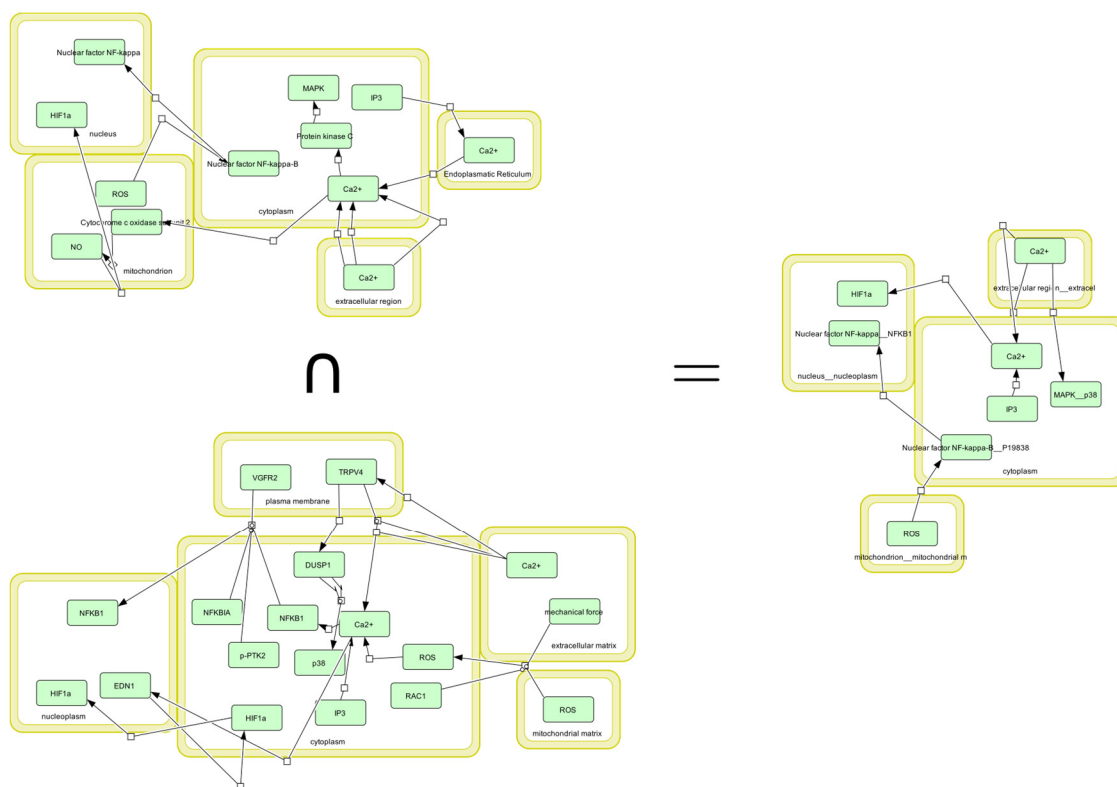 Nuclear factor NF-kappa
HIF1a
nucleus
MAPK
IP3
Protein kinase C
Nuclear factor NF-kappa-B
Ca2+
cytoplasm
Ca2+
Endoplasmatic Reticulum
ROS
NO
mitochondrion
Ca2+
extracellular region
∩
=
Ca2+
extracellular region__extracel
HIF1a
Nuclear factor NF-kappa__NFKB1
nucleus__nucleoplasm
Ca2+
IP3
MAPK__p38
Nuclear factor NF-kappa-B__P19838
cytoplasm
ROS
mitochondrion__mitochondrial m
VGFR2
TRPV4
plasma membrane
DUSP1
NFKBIA
NFKB1
Ca2+
p-PTK2
p38
ROS
RAC1
IP3
HIF1a
cytoplasm
NFKB1
EDN1
HIF1a
nucleoplasm
Ca2+
mechanical force
extracellular matrix
ROS
mitochondrial matrix